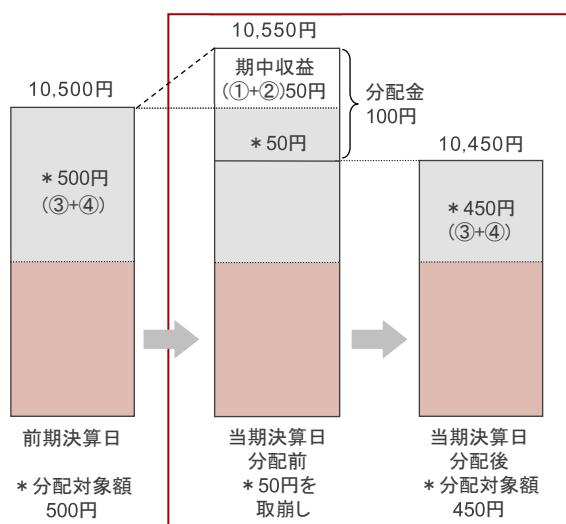 10,550円
10,500円
期中収益
(①+②)50円
分配金
100円
＊50円
10,450円
＊500円
(③+④)
＊450円
(③+④)
前期決算日
＊分配対象額
500円
当期決算日
分配前
＊50円を
取崩し
当期決算日
分配後
＊分配対象額
450円